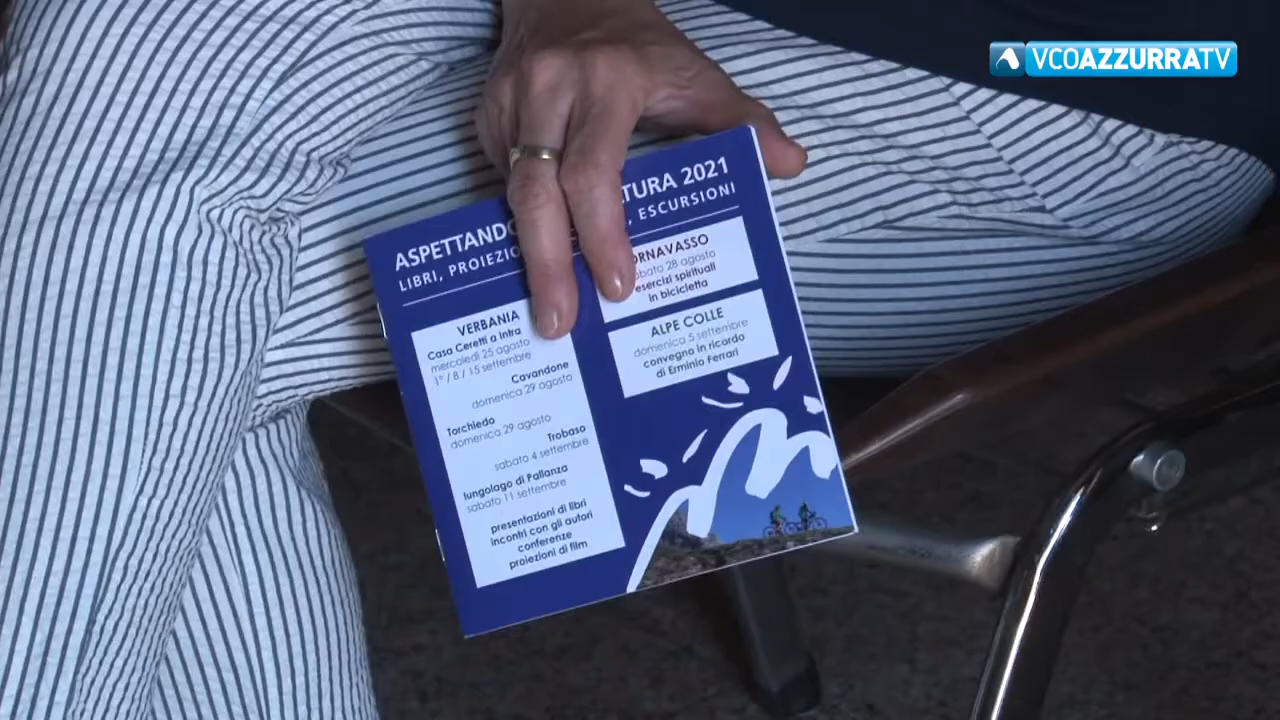 VCOAZZURRATV
ASPETTANDO TURA 2021
LIBRI, PROIEZIO , ESCURSIONI
VERBANIA
Casa Ceretti a Intra
mercoledì 25 agosto
1° / 8 / 15 settembre
Cavandone
domenica 29 agosto
Torchiedo
domenica 29 agosto
Trobaso
sabato 4 settembre
lungolago di Pallanza
sabato 11 settembre
presentazioni di libri
incontri con gli autori
conferenze
proiezioni di film
ORNAVASSO
sabato 28 agosto
esercizi spirituali
in bicicletta
ALPE COLLE
domenica 5 settembre
convegno in ricordo
di Erminio Ferrari